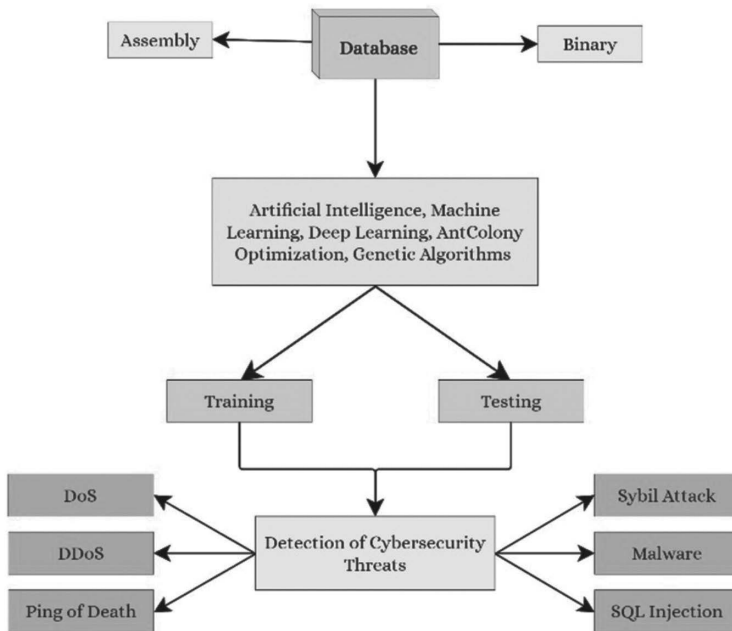 Assembly
Database
Binary
Artificial Intelligence, Machine
Learning, Deep Learning, AntColony
Optimization, Genetic Algorithms
Training
Testing
DoS
Sybil Attack
DDoS
Detection of Cybersecurity
Threats
Malware
Ping of Death
SQL Injection